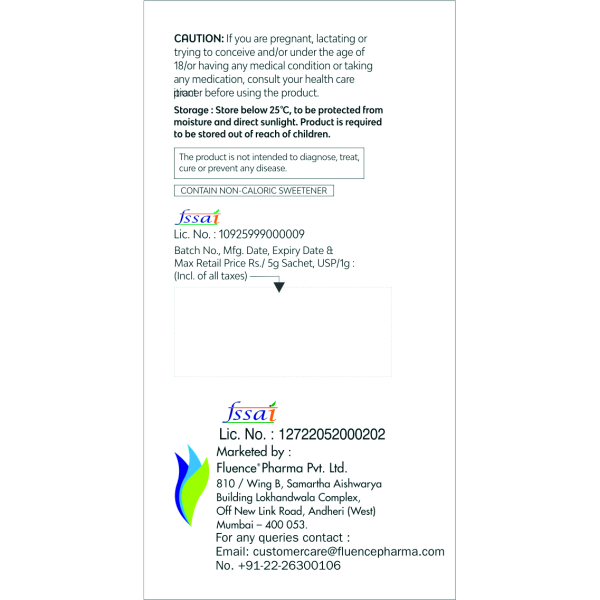 CAUTION: If you are pregnant, lactating or
trying to conceive and/or under the age of
18/or having any medical condition or taking
any medication, consult your health care
before using the product.
Storage : Store below 25°C, to be protected from
moisture and direct sunlight. Product is required
to be stored out of reach of children.
The product is not intended to diagnose, treat,
cure or prevent any disease.
CONTAIN NON-CALORIC SWEETENER
fssai
Lic. No. : 10925999000009
Batch No., Mfg. Date, Expiry Date &
Max Retail Price Rs./ 5g Sachet, USP/1g :
(Incl. of all taxes)
fssai
Lic. No. : 12722052000202
Marketed by :
Fluence® Pharma Pvt. Ltd.
810 / Wing B, Samartha Aishwarya
Building Lokhandwala Complex,
Off New Link Road, Andheri (West)
Mumbai – 400 053.
For any queries contact :
Email: customercare@fluencepharma.com
No. +91-22-26300106